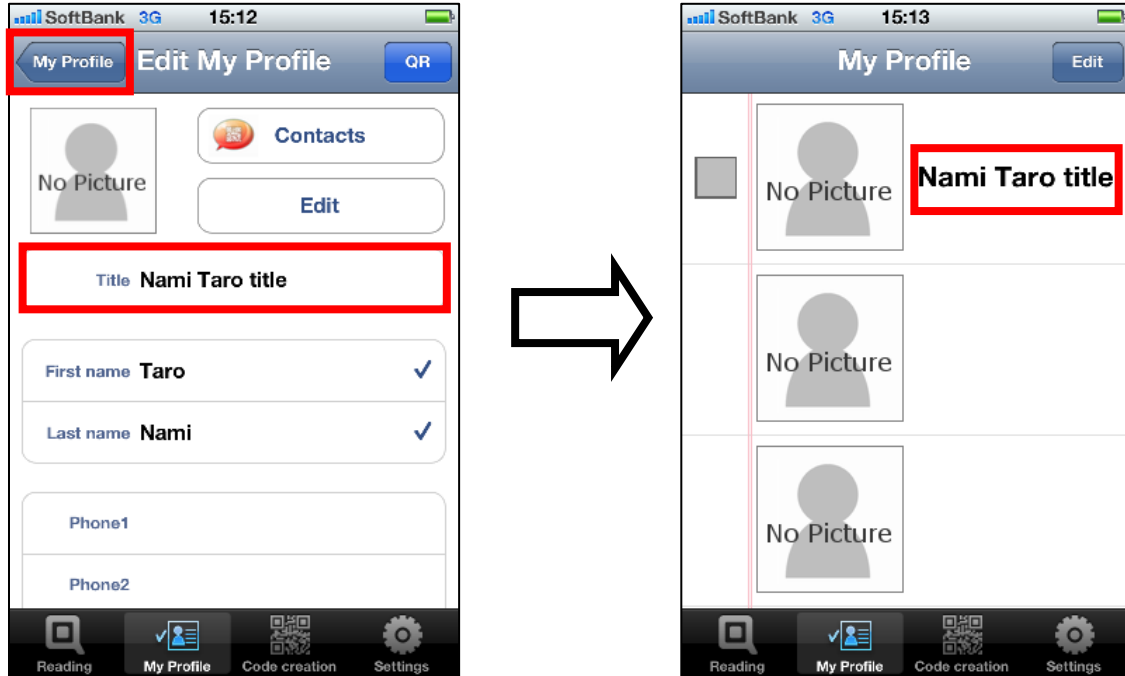 SoftBank 3G 15:12
My Profile Edit My Profile QR
No Picture
Contacts
Edit
Title Nami Taro title
First name Taro
Last name Nami
Phone1
Phone2
Reading My Profile Code creation Settings
SoftBank 3G 15:13
My Profile Edit
No Picture Nami Taro title
No Picture
No Picture
Reading My Profile Code creation Settings